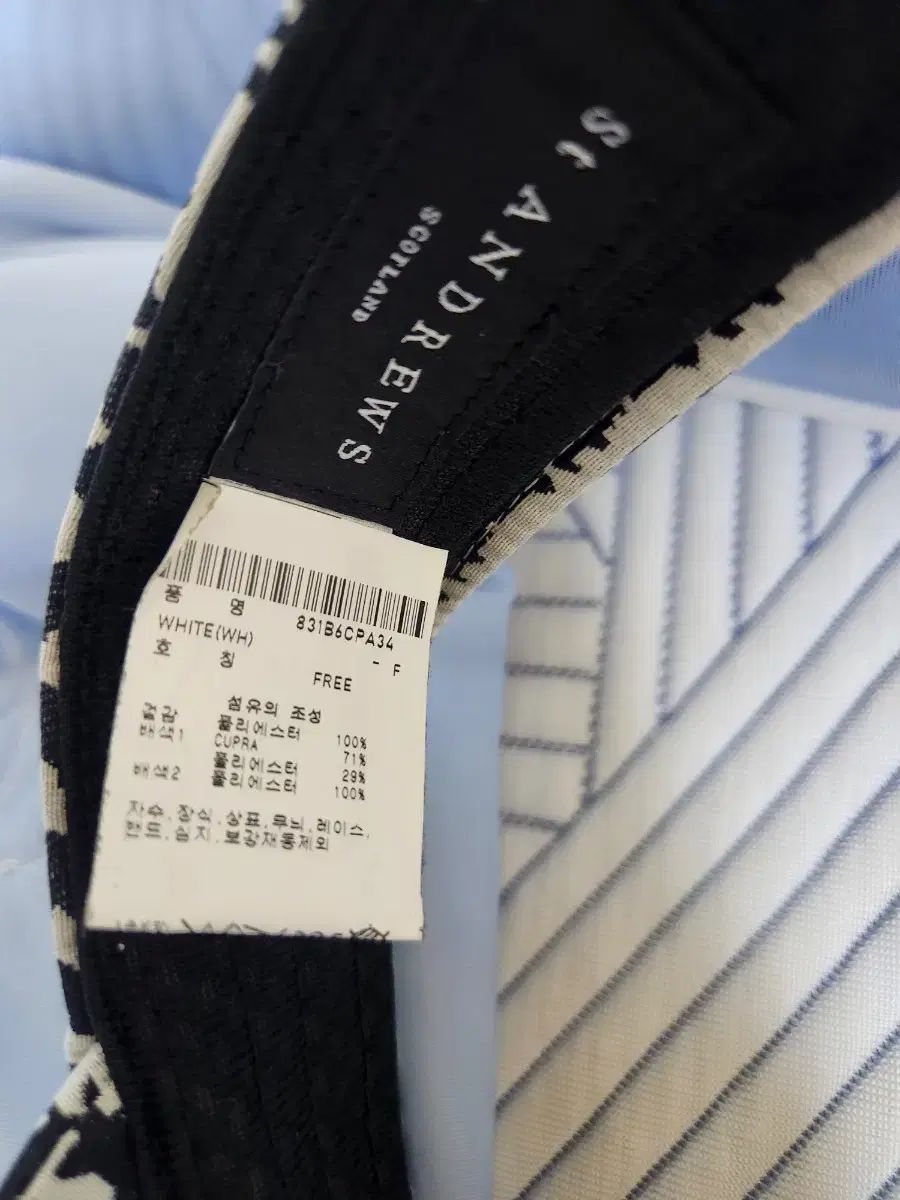 St ANDREWS
SCOTLAND
품 명 831B6CPA34
WHITE(WH) - F
호 칭
FREE
섬유의 조성
겉감 폴리에스터 100%
배색1 CUPRA 71%
폴리에스터 29%
배색2 폴리에스터 100%
자수,장식,상표,무늬,레이스,
밴드,심지,보강재등제외